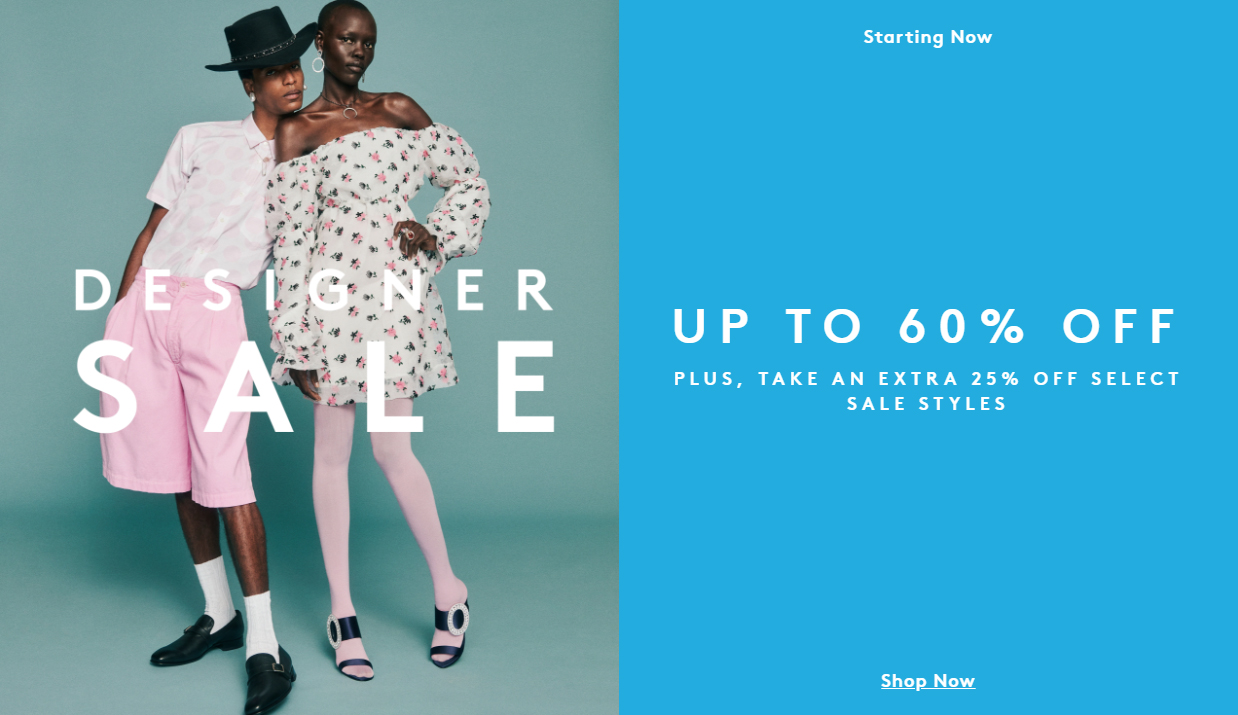 DESIGNER
SALE
Starting Now
UP TO 60% OFF
PLUS, TAKE AN EXTRA 25% OFF SELECT
SALE STYLES
Shop Now